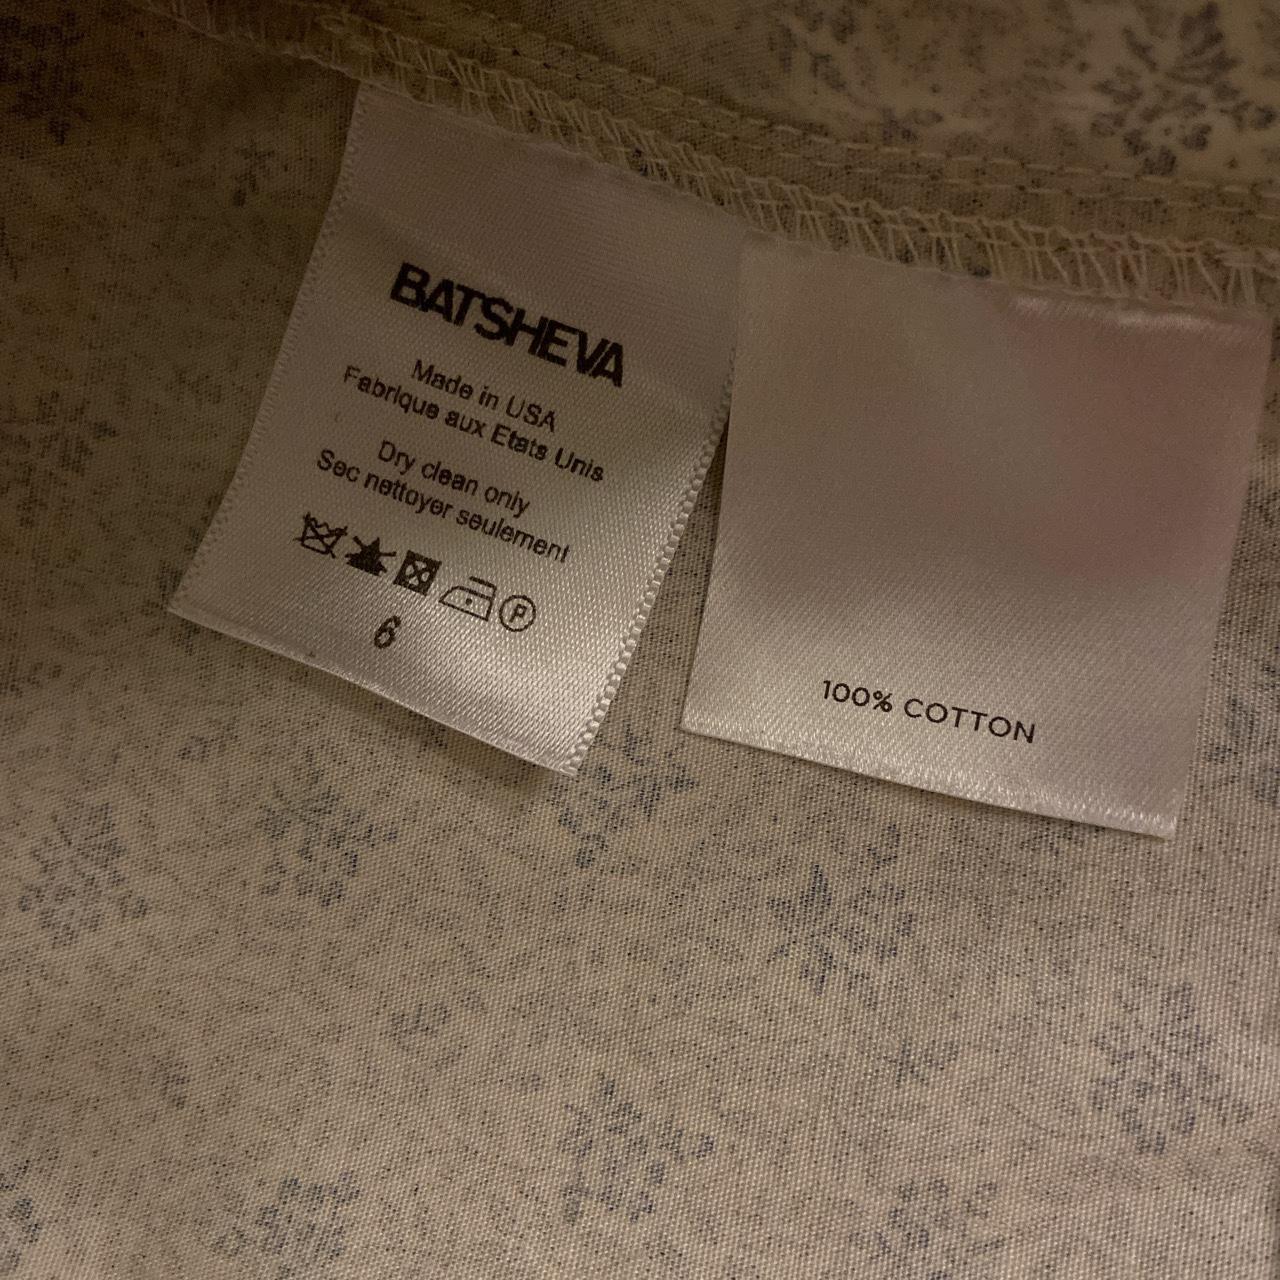 BATSHEVA
Made in USA
Fabrique aux Etats Unis
Dry clean only
Sec nettoyer seulement
P
6
100% COTTON